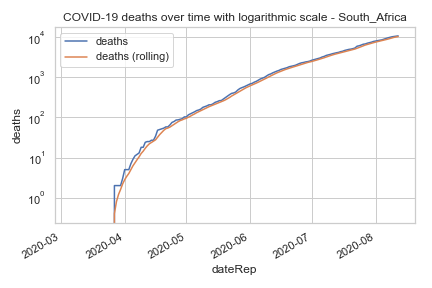 COVID-19 deaths over time with logarithmic scale - South_Africa
deaths
deaths (rolling)
10⁴
10³
10²
10¹
10⁰
deaths
2020-03
2020-04
2020-05
2020-06
2020-07
2020-08
dateRep